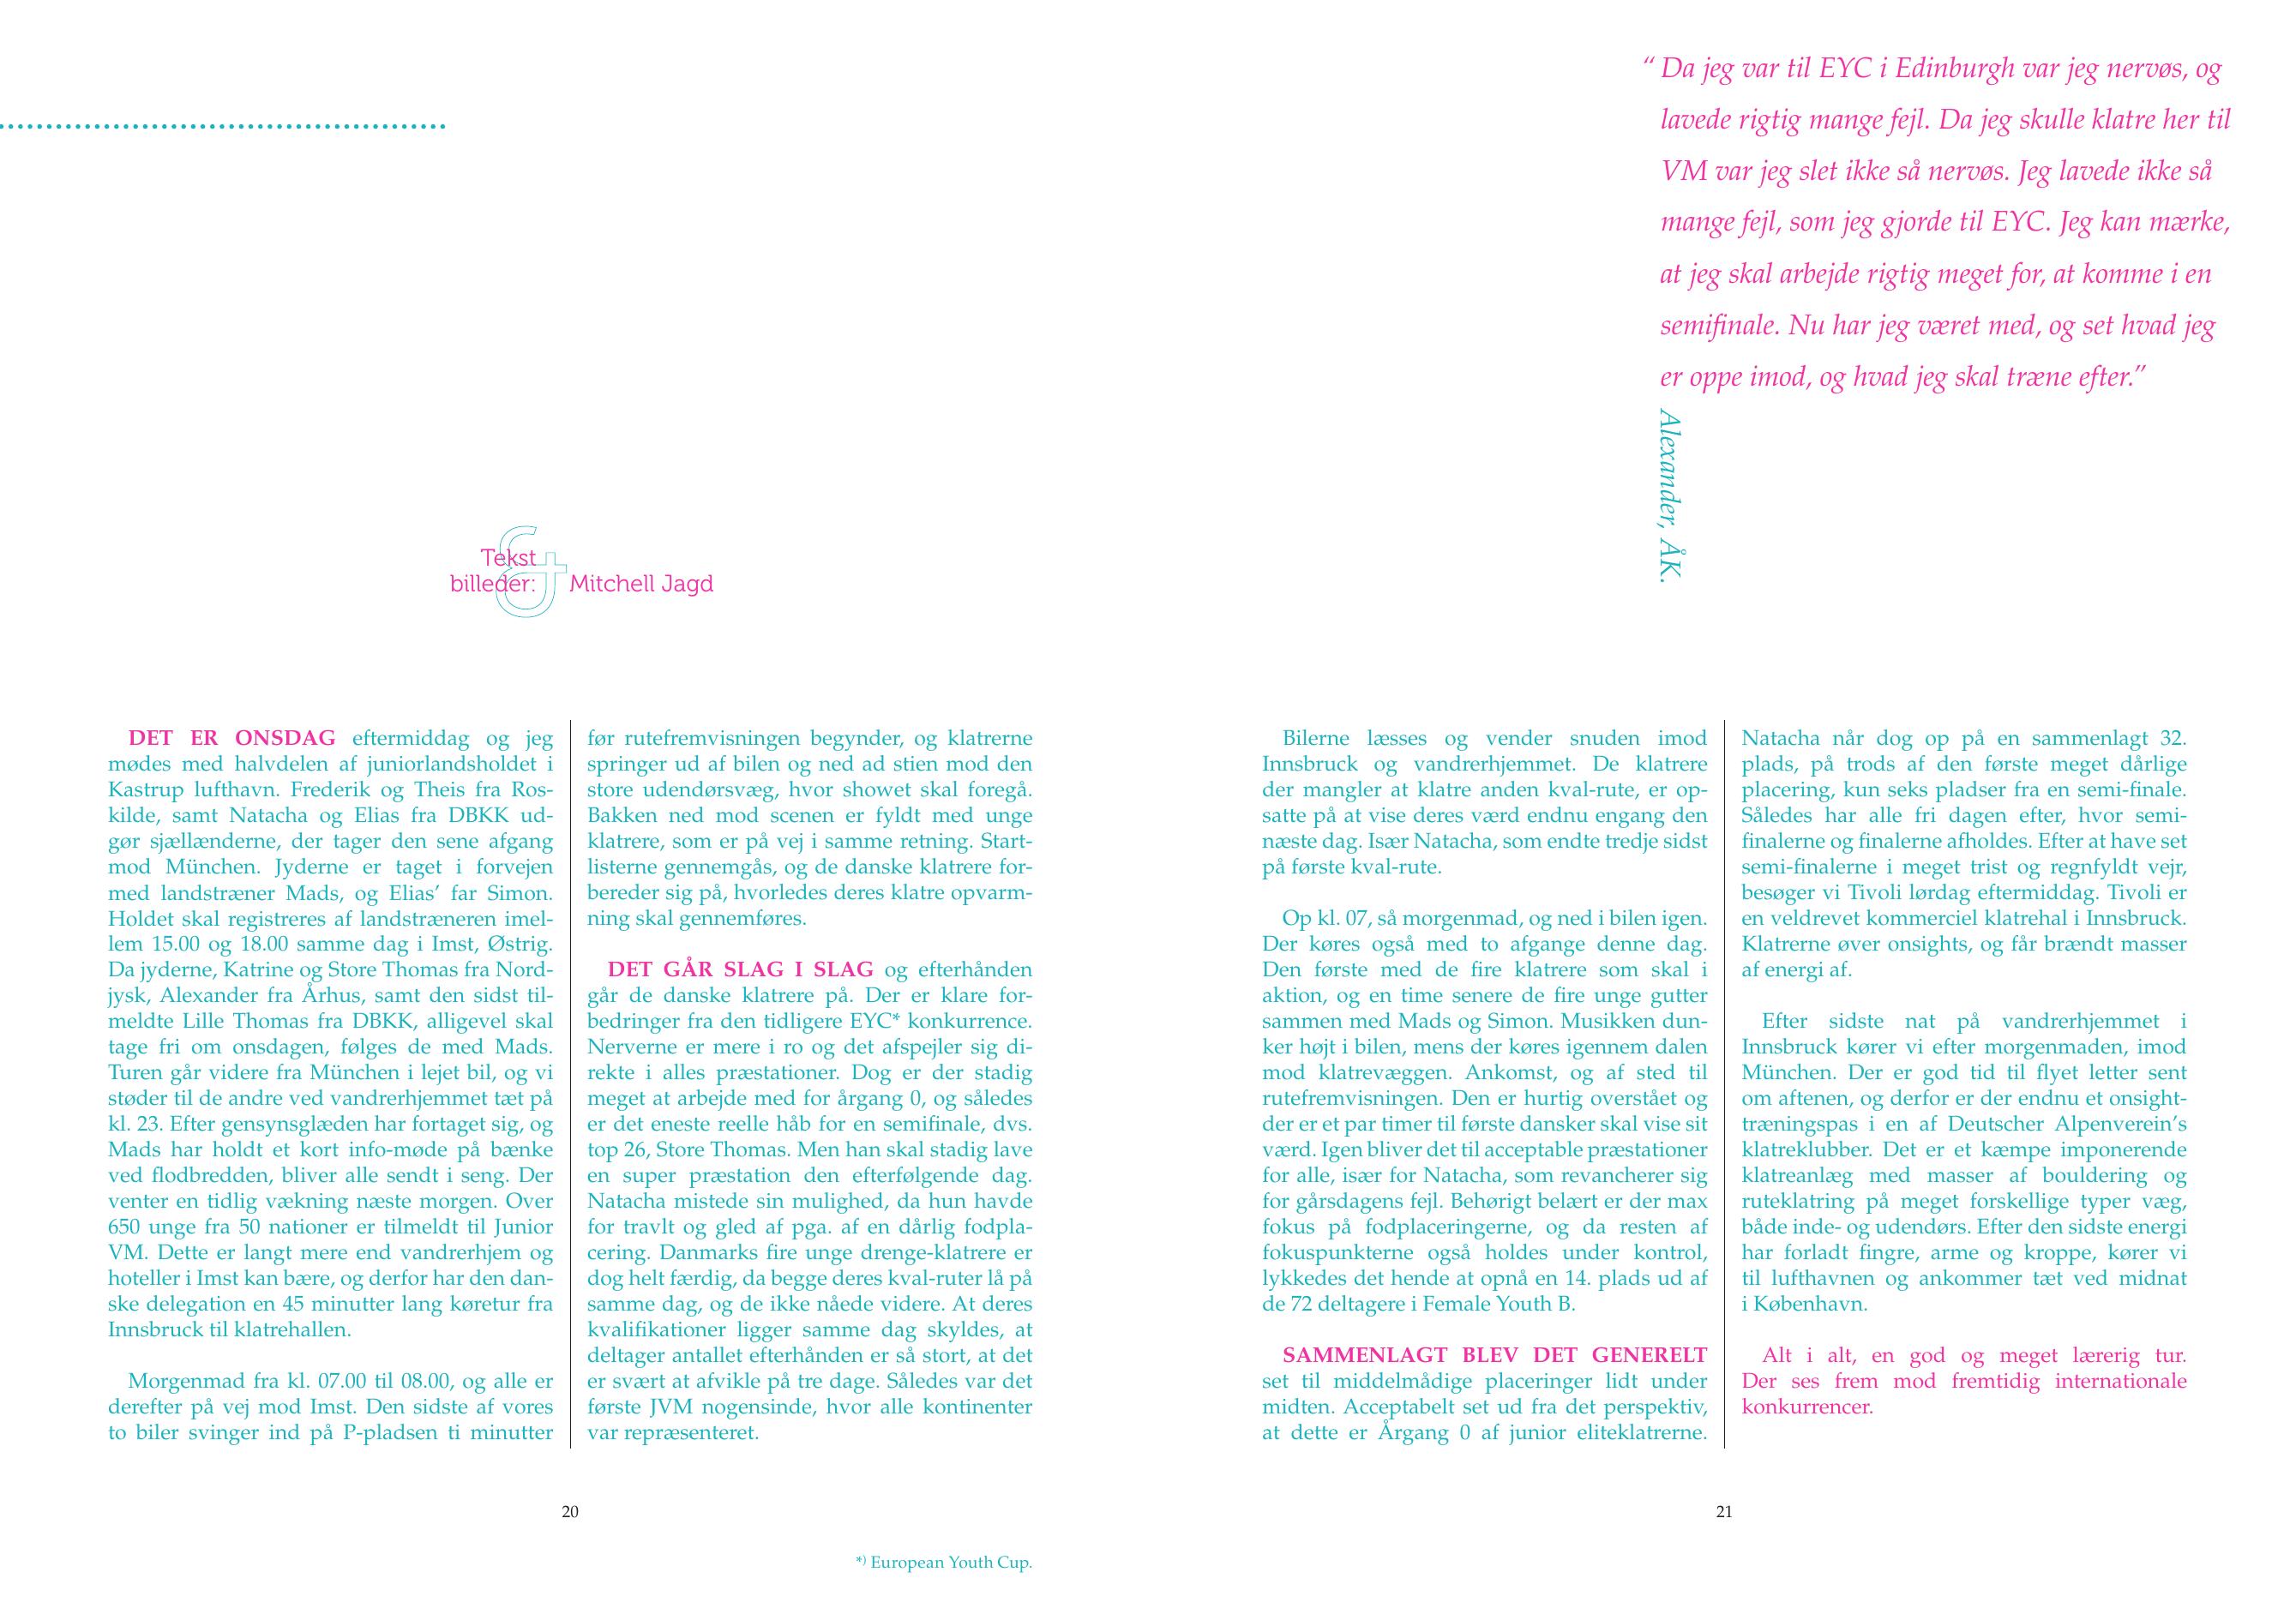 Tekst
&
billeder: Mitchell Jagd
DET ER ONSDAG eftermiddag og jeg
mødes med halvdelen af juniorlandsholdet i
Kastrup lufthavn. Frederik og Theis fra Ros-
kilde, samt Natacha og Elias fra DBKK ud-
gør sjællænderne, der tager den sene afgang
mod München. Jyderne er taget i forvejen
med landstræner Mads, og Elias’ far Simon.
Holdet skal registreres af landstræneren imel-
lem 15.00 og 18.00 samme dag i Imst, Østrig.
Da jyderne, Katrine og Store Thomas fra Nord-
jysk, Alexander fra Århus, samt den sidst til-
meldte Lille Thomas fra DBKK, alligevel skal
tage fri om onsdagen, følges de med Mads.
Turen går videre fra München i lejet bil, og vi
støder til de andre ved vandrerhjemmet tæt på
kl. 23. Efter gensynsglæden har fortaget sig, og
Mads har holdt et kort info-møde på bænke
ved flodbredden, bliver alle sendt i seng. Der
venter en tidlig vækning næste morgen. Over
650 unge fra 50 nationer er tilmeldt til Junior
VM. Dette er langt mere end vandrerhjem og
hoteller i Imst kan bære, og derfor har den dan-
ske delegation en 45 minutter lang køretur fra
Innsbruck til klatrehallen.
Morgenmad fra kl. 07.00 til 08.00, og alle er
derefter på vej mod Imst. Den sidste af vores
to biler svinger ind på P-pladsen ti minutter
før rutefremvisningen begynder, og klatrerne
springer ud af bilen og ned ad stien mod den
store udendørsvæg, hvor showet skal foregå.
Bakken ned mod scenen er fyldt med unge
klatrere, som er på vej i samme retning. Start-
listerne gennemgås, og de danske klatrere for-
bereder sig på, hvorledes deres klatre opvarm-
ning skal gennemføres.
DET GÅR SLAG I SLAG og efterhånden
går de danske klatrere på. Der er klare for-
bedringer fra den tidligere EYC* konkurrence.
Nerverne er mere i ro og det afspejler sig di-
rekte i alles præstationer. Dog er der stadig
meget at arbejde med for årgang 0, og således
er det eneste reelle håb for en semifinale, dvs.
top 26, Store Thomas. Men han skal stadig lave
en super præstation den efterfølgende dag.
Natacha mistede sin mulighed, da hun havde
for travlt og gled af pga. af en dårlig fodpla-
cering. Danmarks fire unge drenge-klatrere er
dog helt færdig, da begge deres kval-ruter lå på
samme dag, og de ikke nåede videre. At deres
kvalifikationer ligger samme dag skyldes, at
deltager antallet efterhånden er så stort, at det
er svært at afvikle på tre dage. Således var det
første JVM nogensinde, hvor alle kontinenter
var repræsenteret.
20
*) European Youth Cup.
“ Da jeg var til EYC i Edinburgh var jeg nervøs, og
lavede rigtig mange fejl. Da jeg skulle klatre her til
VM var jeg slet ikke så nervøs. Jeg lavede ikke så
mange fejl, som jeg gjorde til EYC. Jeg kan mærke,
at jeg skal arbejde rigtig meget for, at komme i en
semifinale. Nu har jeg været med, og set hvad jeg
er oppe imod, og hvad jeg skal træne efter.”
Alexander, ÅK.
Bilerne læsses og vender snuden imod
Innsbruck og vandrerhjemmet. De klatrere
der mangler at klatre anden kval-rute, er op-
satte på at vise deres værd endnu engang den
næste dag. Især Natacha, som endte tredje sidst
på første kval-rute.
Op kl. 07, så morgenmad, og ned i bilen igen.
Der køres også med to afgange denne dag.
Den første med de fire klatrere som skal i
aktion, og en time senere de fire unge gutter
sammen med Mads og Simon. Musikken dun-
ker højt i bilen, mens der køres igennem dalen
mod klatrevæggen. Ankomst, og af sted til
rutefremvisningen. Den er hurtig overstået og
der er et par timer til første dansker skal vise sit
værd. Igen bliver det til acceptable præstationer
for alle, især for Natacha, som revancherer sig
for gårsdagens fejl. Behørigt belært er der max
fokus på fodplaceringerne, og da resten af
fokuspunkterne også holdes under kontrol,
lykkedes det hende at opnå en 14. plads ud af
de 72 deltagere i Female Youth B.
SAMMENLAGT BLEV DET GENERELT
set til middelmådige placeringer lidt under
midten. Acceptabelt set ud fra det perspektiv,
at dette er Årgang 0 af junior eliteklatrerne.
Natacha når dog op på en sammenlagt 32.
plads, på trods af den første meget dårlige
placering, kun seks pladser fra en semi-finale.
Således har alle fri dagen efter, hvor semi-
finalerne og finalerne afholdes. Efter at have set
semi-finalerne i meget trist og regnfyldt vejr,
besøger vi Tivoli lørdag eftermiddag. Tivoli er
en veldrevet kommerciel klatrehal i Innsbruck.
Klatrerne øver onsights, og får brændt masser
af energi af.
Efter sidste nat på vandrerhjemmet i
Innsbruck kører vi efter morgenmaden, imod
München. Der er god tid til flyet letter sent
om aftenen, og derfor er der endnu et onsight-
træningspas i en af Deutscher Alpenverein’s
klatreklubber. Det er et kæmpe imponerende
klatreanlæg med masser af bouldering og
ruteklatring på meget forskellige typer væg,
både inde- og udendørs. Efter den sidste energi
har forladt fingre, arme og kroppe, kører vi
til lufthavnen og ankommer tæt ved midnat
i København.
Alt i alt, en god og meget lærerig tur.
Der ses frem mod fremtidig internationale
konkurrencer.
21